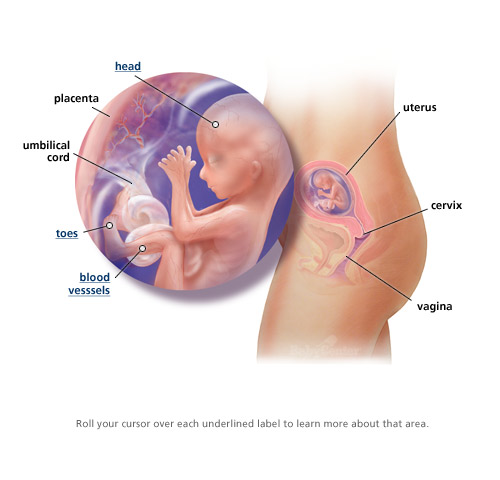 head
placenta
uterus
umbilical
cord
cervix
toes
blood
vesssels
vagina
Roll your cursor over each underlined label to learn more about that area.